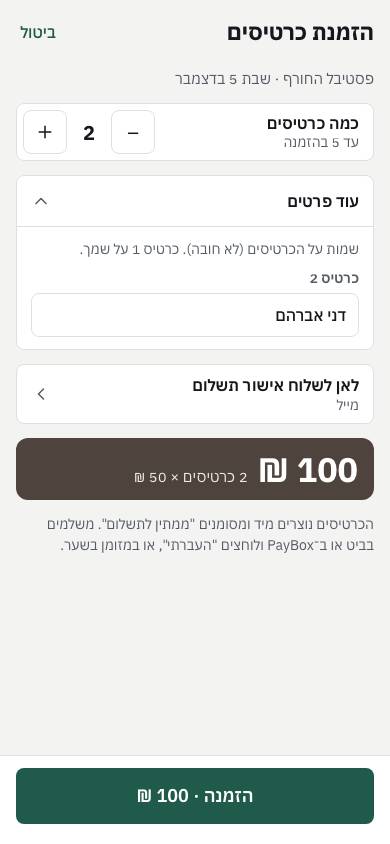 הזמנת כרטיסים
ביטול
פסטיבל החורף · שבת 5 בדצמבר
כמה כרטיסים
עד 5 בהזמנה
− 2 +
עוד פרטים
שמות על הכרטיסים (לא חובה). כרטיס 1 על שמך.
כרטיס 2
דני אברהם
לאן לשלוח אישור תשלום
מייל
100 ₪ 2 כרטיסים × 50 ₪
הכרטיסים נוצרים מיד ומסומנים "ממתין לתשלום". משלמים
בביט או ב־PayBox ולוחצים "העברתי", או במזומן בשער.
הזמנה · 100 ₪